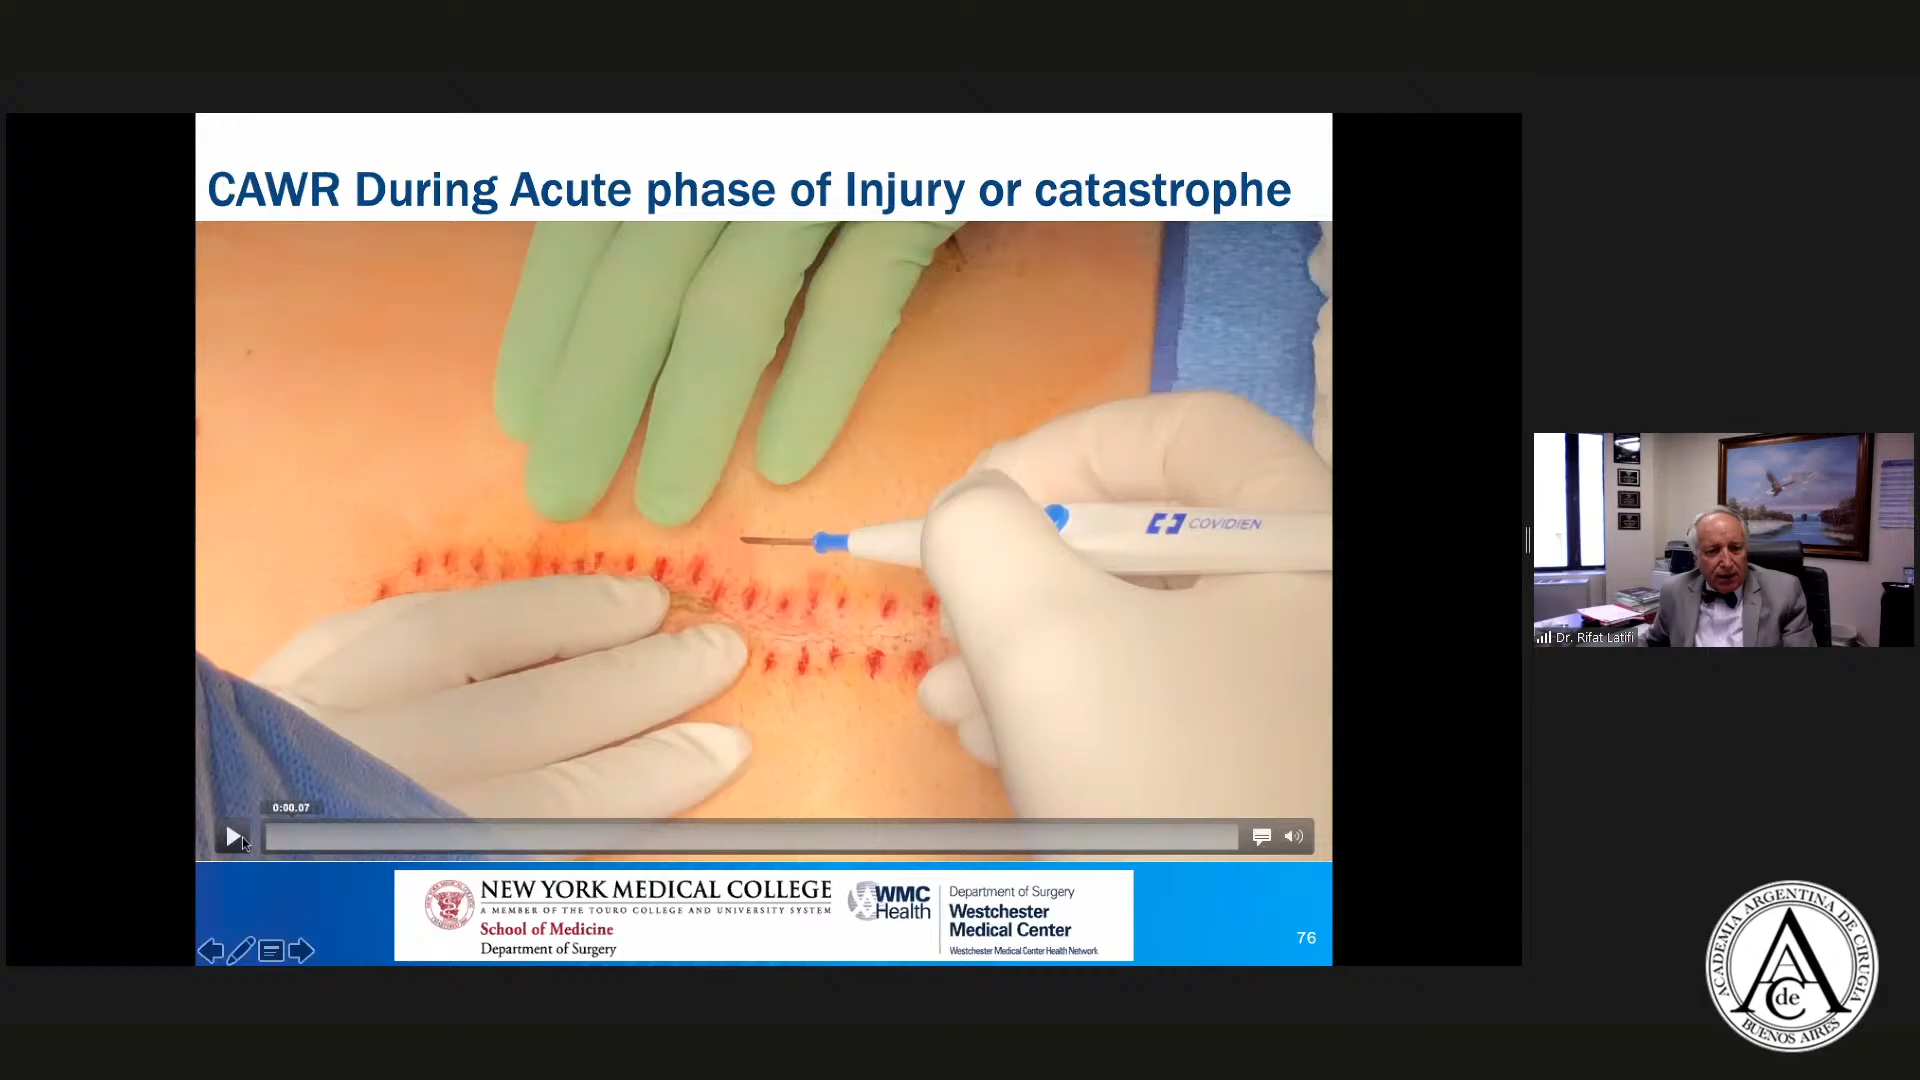 CAWR During Acute phase of Injury or catastrophe
COVIDIEN
0:00.07
NEW YORK MEDICAL COLLEGE
A MEMBER OF THE TOURO COLLEGE AND UNIVERSITY SYSTEM
School of Medicine
Department of Surgery
WMC
Health
Department of Surgery
Westchester
Medical Center
Westchester Medical Center Health Network
76
Dr. Rifat Latifi
ACADEMIA ARGENTINA DE CIRUGIA
AAC
de
BUENOS AIRES